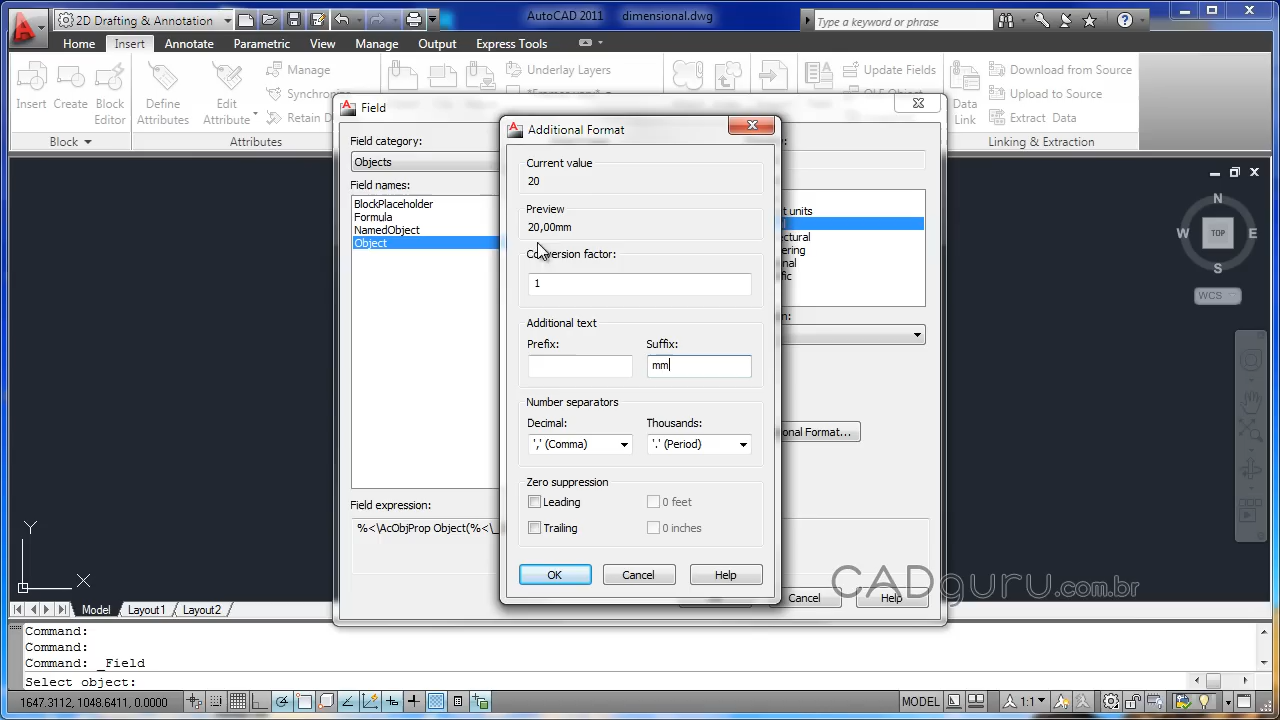 2D Drafting & Annotation
AutoCAD 2011 dimensional.dwg
Type a keyword or phrase
Home Insert Annotate Parametric View Manage Output Express Tools
Insert Create Block Editor
Define Attributes
Edit Attribute
Manage
Synchron
Retain D
Underlay Layers
Update Fields
Data Link
Download from Source
Upload to Source
Extract Data
Block
Attributes
Linking & Extraction
Field
Field category:
Objects
Field names:
BlockPlaceholder
Formula
NamedObject
Object
Field expression:
%<\AcObjProp Object(%<\_
Additional Format
Current value
20
Preview
20,00mm
Conversion factor:
1
Additional text
Prefix: Suffix:
mm
Number separators
Decimal: Thousands:
',' (Comma) '.' (Period)
Zero suppression
Leading 0 feet
Trailing 0 inches
OK Cancel Help
t units
ectural
ering
nal
fic
n:
onal Format...
Cancel Help
N
W TOP E
S
WCS
Y
X
CADguru.com.br
Model Layout1 Layout2
Command:
Command:
Command: _Field
Select object:
1647.3112, 1048.6411, 0.0000
MODEL
1:1